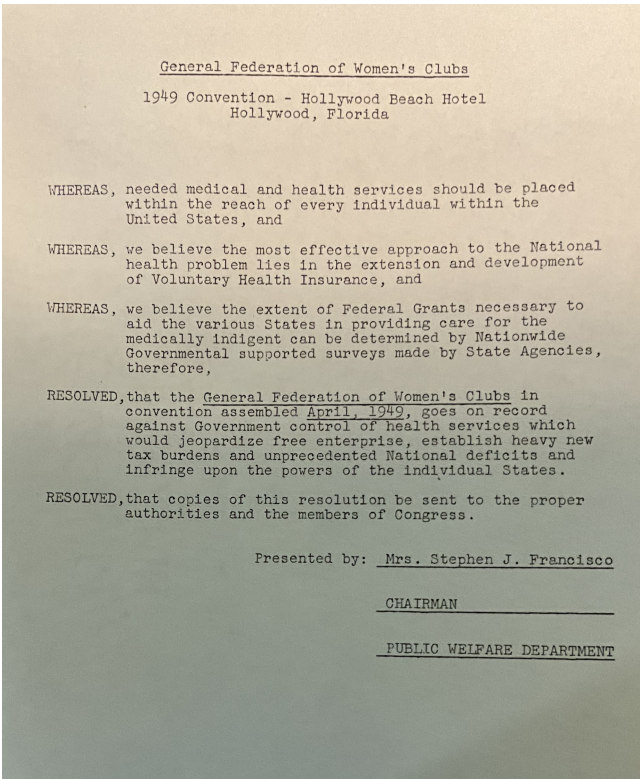 General Federation of Women's Clubs
1949 Convention - Hollywood Beach Hotel
Hollywood, Florida
WHEREAS, needed medical and health services should be placed
within the reach of every individual within the
United States, and
WHEREAS, we believe the most effective approach to the National
health problem lies in the extension and development
of Voluntary Health Insurance, and
WHEREAS, we believe the extent of Federal Grants necessary to
aid the various States in providing care for the
medically indigent can be determined by Nationwide
Governmental supported surveys made by State Agencies,
therefore,
RESOLVED, that the General Federation of Women's Clubs in
convention assembled April, 1949, goes on record
against Government control of health services which
would jeopardize free enterprise, establish heavy new
tax burdens and unprecedented National deficits and
infringe upon the powers of the individual States.
RESOLVED, that copies of this resolution be sent to the proper
authorities and the members of Congress.
Presented by: Mrs. Stephen J. Francisco
CHAIRMAN
PUBLIC WELFARE DEPARTMENT